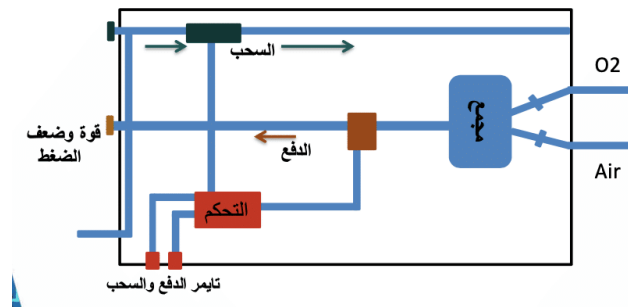 السحب
O2
مجمع
قوة وضعف
الضغط
الدفع
Air
التحكم
تايمر الدفع والسحب